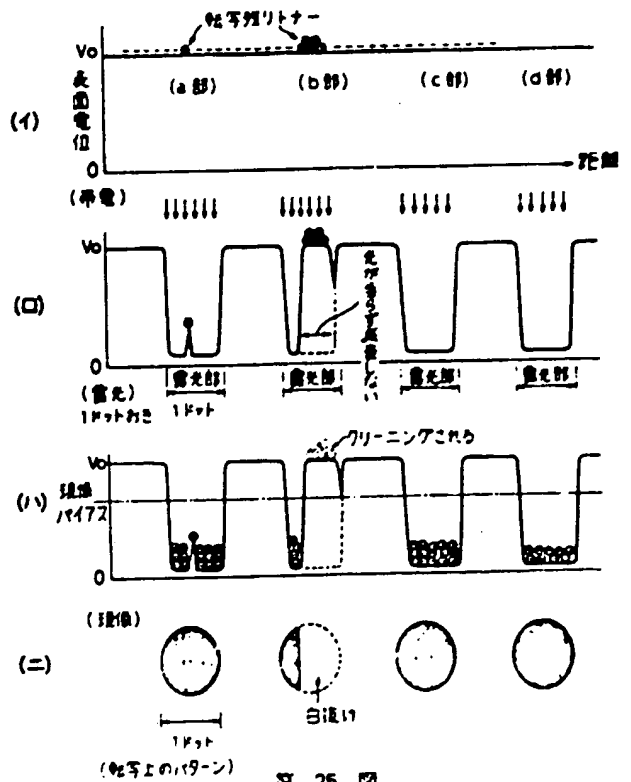 転写残りトナー
Vo
(a部) (b部) (c部) (d部)
表面電位
(イ)
0
距離
(帯電)
Vo
光が当らず減衰しない
(ロ)
0
露光部 露光部 露光部 露光部
(露光)
1ドットおき 1ドット
クリーニングされる
Vo
(ハ) 現像バイアス
0
(現像)
(ニ)
白抜け
1ドット
(転写上のパターン)
第 25 図